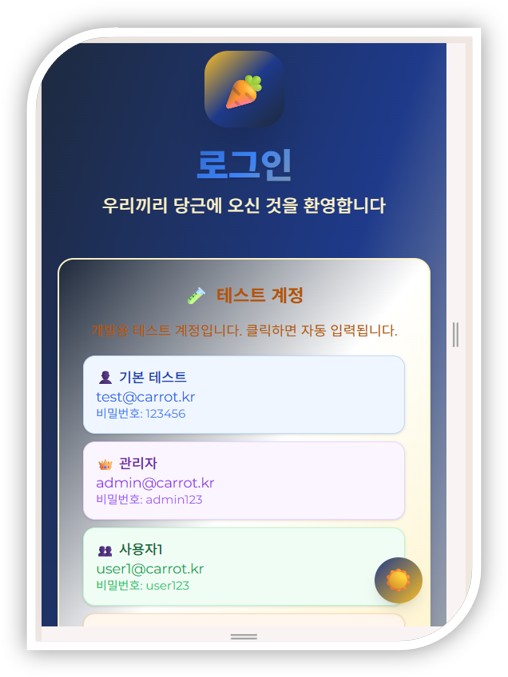 로그인
우리끼리 당근에 오신 것을 환영합니다
테스트 계정
개발용 테스트 계정입니다. 클릭하면 자동 입력됩니다.
기본 테스트
test@carrot.kr
비밀번호: 123456
관리자
admin@carrot.kr
비밀번호: admin123
사용자1
user1@carrot.kr
비밀번호: user123